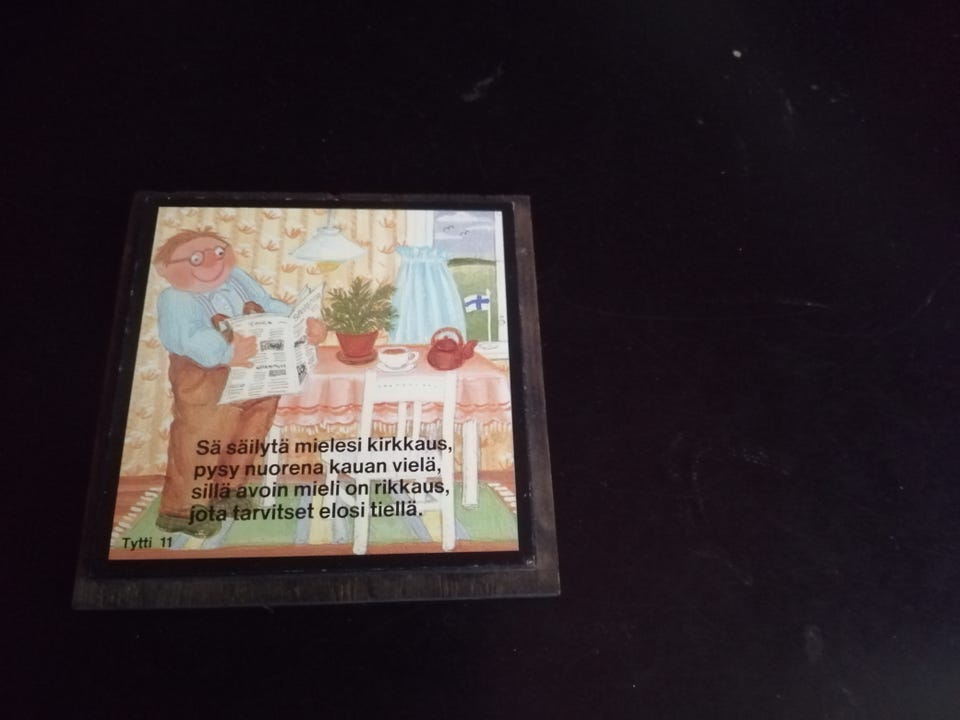 Sä säilytä mielesi kirkkaus,
pysy nuorena kauan vielä,
sillä avoin mieli on rikkaus,
jota tarvitset elosi tiellä.
Tytti 11